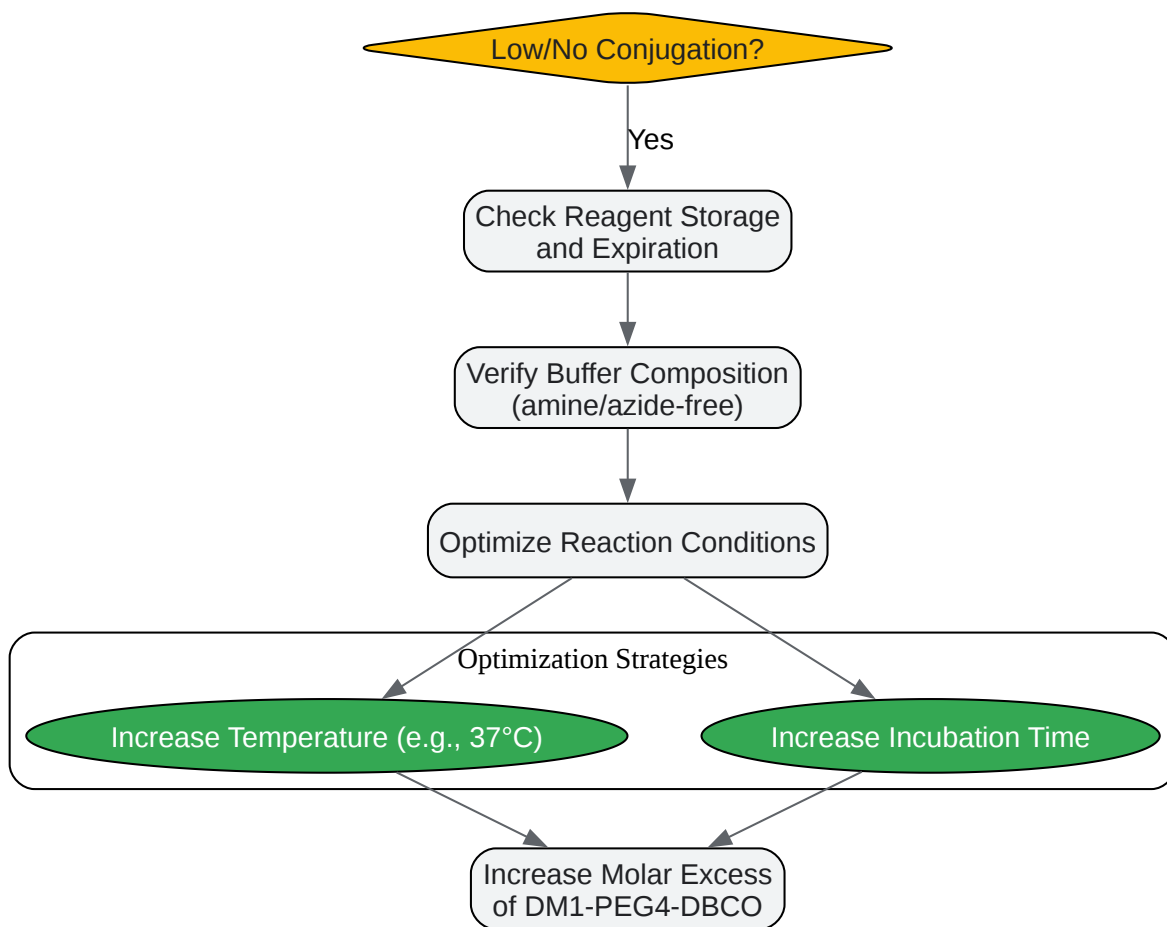 Low/No Conjugation?
Yes
Check Reagent Storage
and Expiration
Verify Buffer Composition
(amine/azide-free)
Optimize Reaction Conditions
Optimization Strategies
Increase Temperature (e.g., 37°C)
Increase Incubation Time
Increase Molar Excess
of DM1-PEG4-DBCO